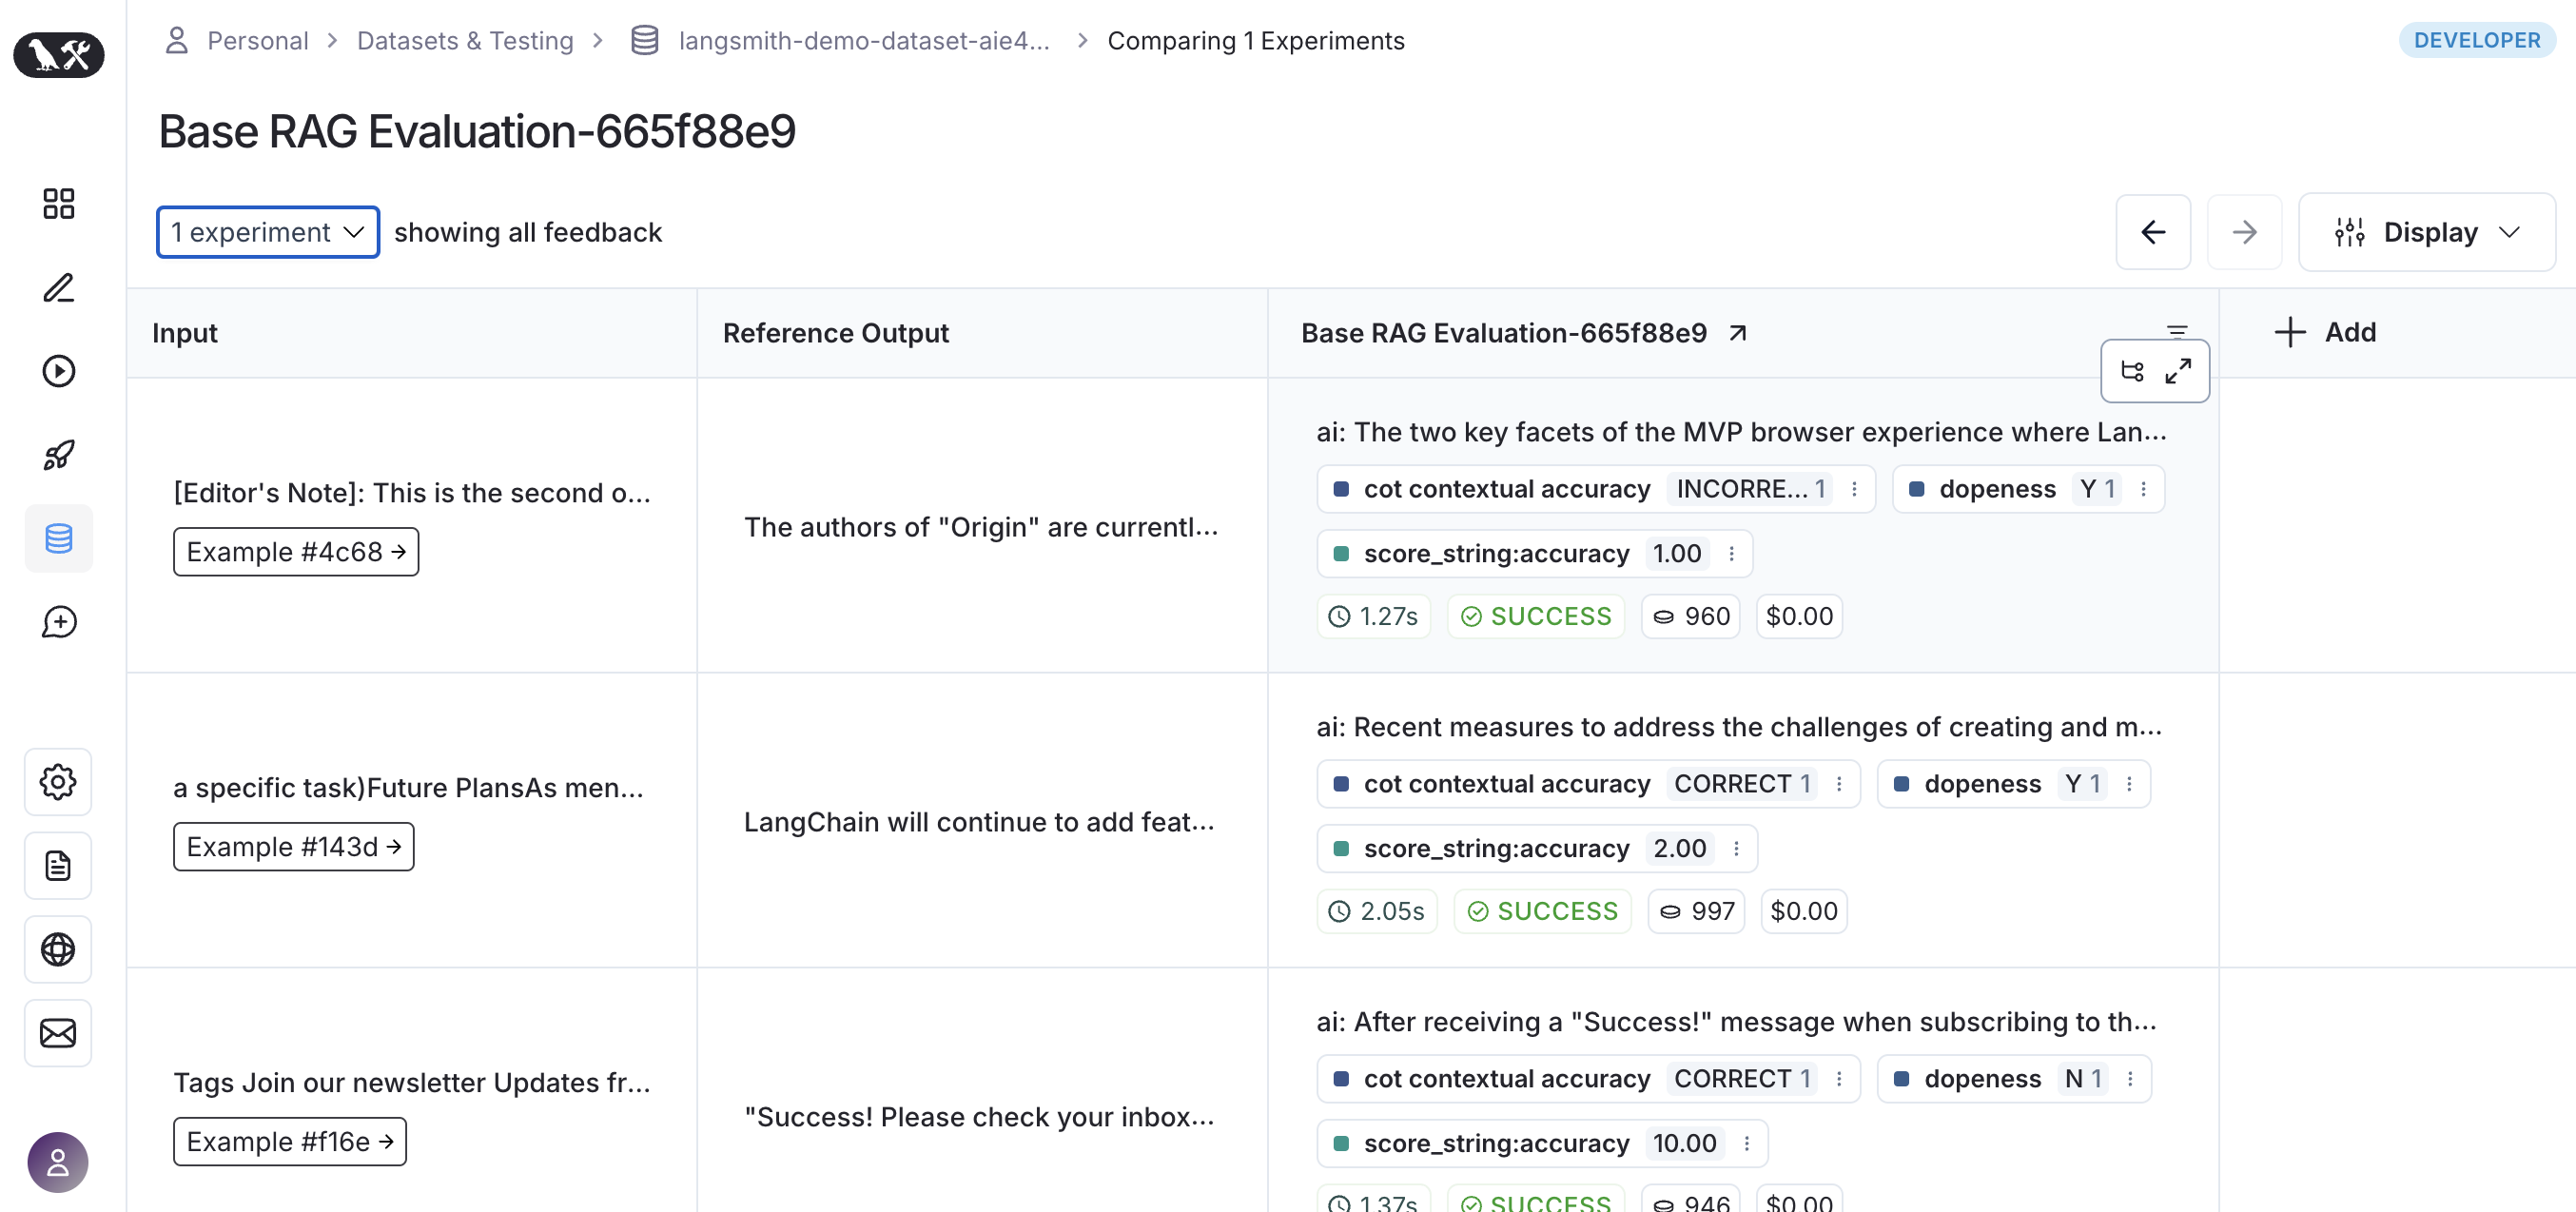 Personal > Datasets & Testing > langsmith-demo-dataset-aie4... > Comparing 1 Experiments
DEVELOPER
Base RAG Evaluation-665f88e9
1 experiment showing all feedback
Display
Input
Reference Output
Base RAG Evaluation-665f88e9
Add
[Editor's Note]: This is the second o...
Example #4c68 →
The authors of "Origin" are currentl...
ai: The two key facets of the MVP browser experience where Lan...
cot contextual accuracy INCORRE... 1 dopeness Y 1
score_string:accuracy 1.00
1.27s SUCCESS 960 $0.00
a specific task)Future PlansAs men...
Example #143d →
LangChain will continue to add feat...
ai: Recent measures to address the challenges of creating and m...
cot contextual accuracy CORRECT 1 dopeness Y 1
score_string:accuracy 2.00
2.05s SUCCESS 997 $0.00
Tags Join our newsletter Updates fr...
Example #f16e →
"Success! Please check your inbox...
ai: After receiving a "Success!" message when subscribing to th...
cot contextual accuracy CORRECT 1 dopeness N 1
score_string:accuracy 10.00
1.37s SUCCESS 946 $0.00